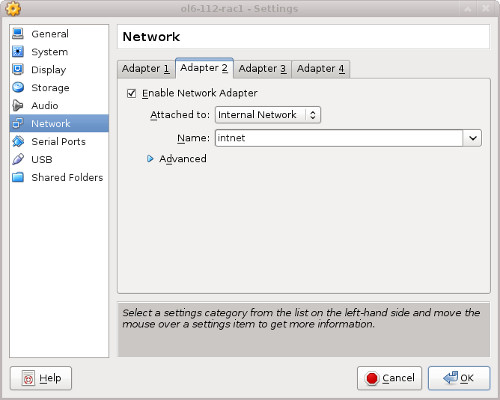 ol6-112-rac1 - Settings
General
System
Display
Storage
Audio
Network
Serial Ports
USB
Shared Folders
Network
Adapter 1 Adapter 2 Adapter 3 Adapter 4
Enable Network Adapter
Attached to: Internal Network
Name: intnet
Advanced
Select a settings category from the list on the left-hand side and move the
mouse over a settings item to get more information.
Help Cancel OK